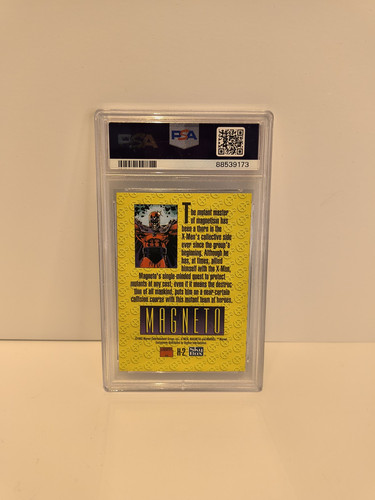 PSA
PSA
88539173
The mutant master
of magnetism has
been a thorn in the
X-Men's collective side
ever since the group's
beginning. Although he
has, at times, allied
himself with the X-Men,
Magneto's single-minded quest to protect
mutants at any cost, even if it means the destruc-
tion of all mankind, puts him on a near-certain
collision course with this mutant team of heroes.
MAGNETO
H-2
SkyBox